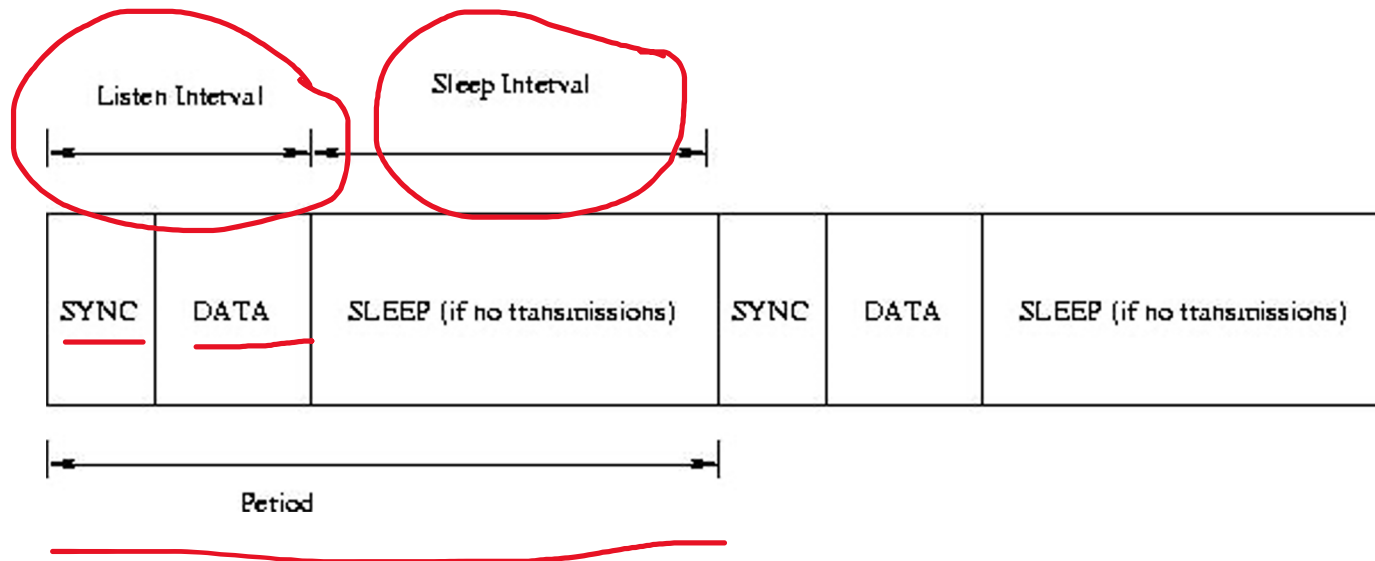 Listen Interval
Sleep Interval
SYNC DATA SLEEP (if no transmissions) SYNC DATA SLEEP (if no transmissions)
Period